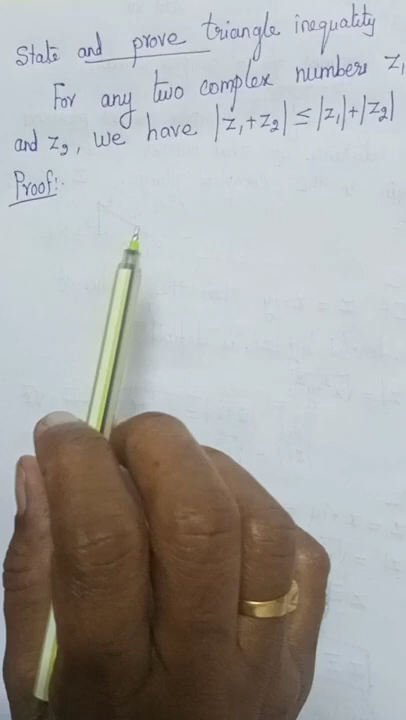 State and prove triangle inequality
For any two complex numbers z₁
and z₂, we have |z₁+z₂| ≤ |z₁|+|z₂|
Proof:-